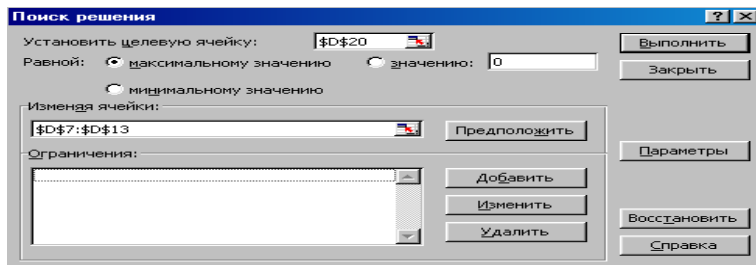 Поиск решения
Установить целевую ячейку: $D$20 Выполнить
Равной: максимальному значению значению: 0 Закрыть
минимальному значению
Изменяя ячейки:
$D$7:$D$13 Предположить
Параметры
Ограничения:
Добавить
Изменить
Восстановить
Удалить
Справка